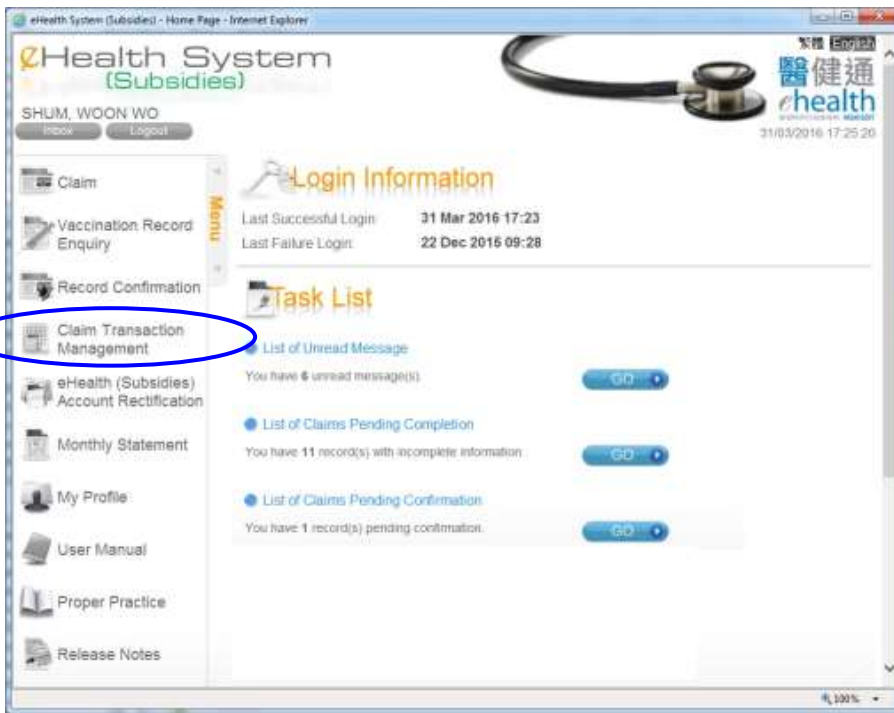 eHealth System (Subsidies) - Home Page - Internet Explorer
eHealth System
(Subsidies)
繁體 English
醫健通
ehealth
SHUM, WOON WO
Inbox Logout
31/03/2016 17:25:20
Claim
Vaccination Record
Enquiry
Record Confirmation
Claim Transaction
Management
eHealth (Subsidies)
Account Rectification
Monthly Statement
My Profile
User Manual
Proper Practice
Release Notes
Menu
Login Information
Last Successful Login: 31 Mar 2016 17:23
Last Failure Login: 22 Dec 2015 09:28
Task List
List of Unread Message
You have 6 unread message(s).
GO
List of Claims Pending Completion
You have 11 record(s) with incomplete information
GO
List of Claims Pending Confirmation
You have 1 record(s) pending confirmation.
GO
100%